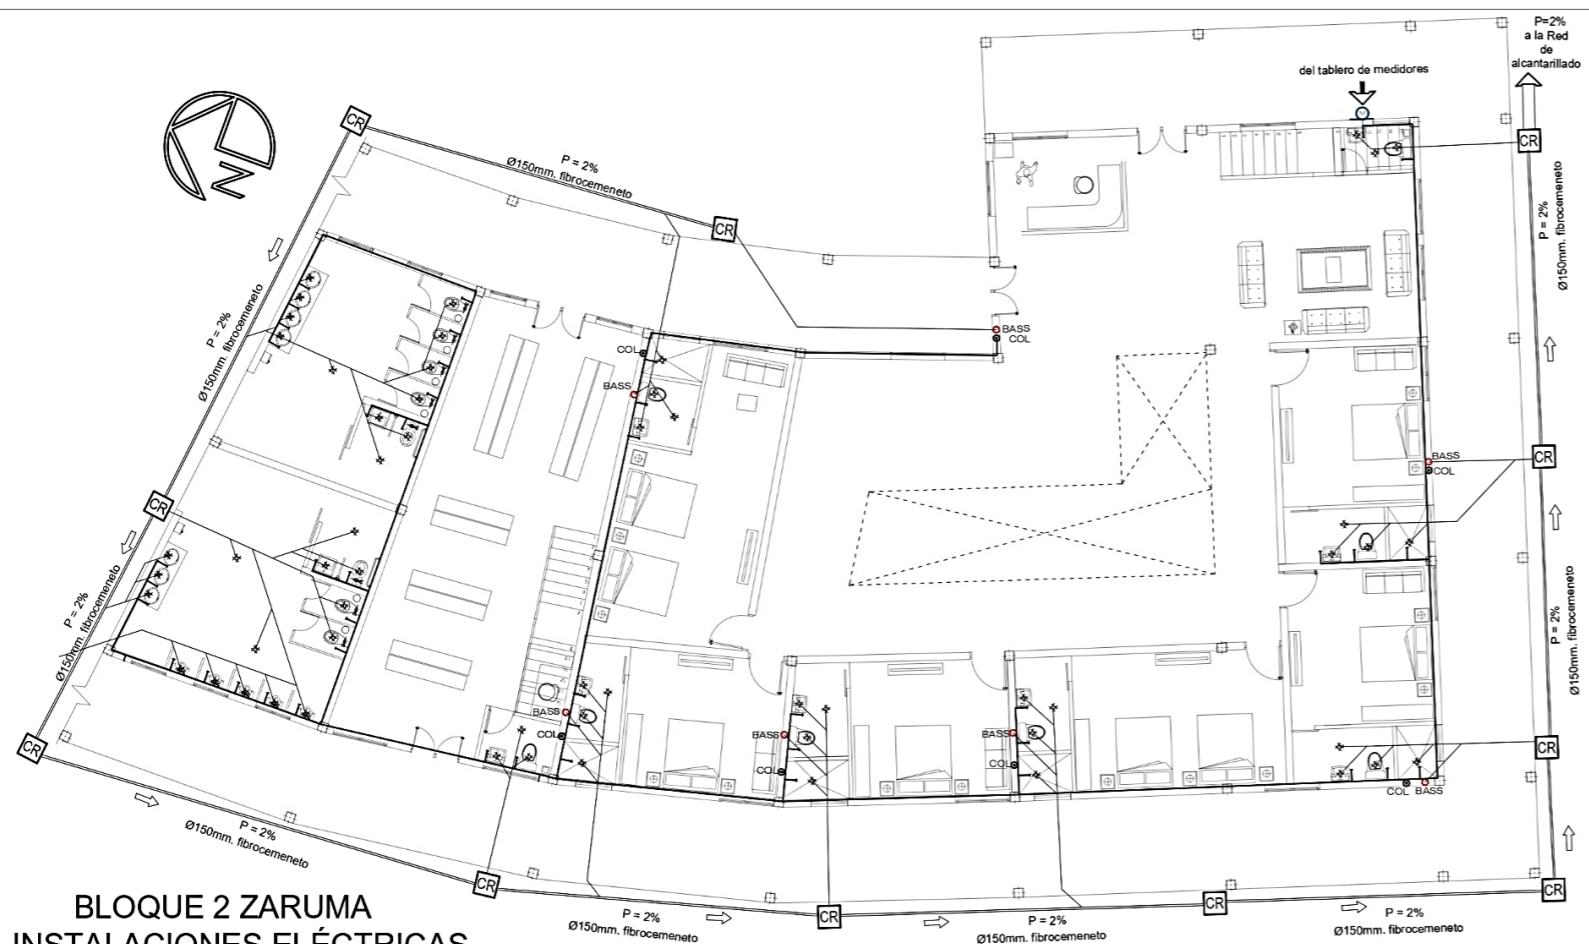 P=2%
a la Red
de
alcantarillado
del tablero de medidores
CR
CR
P = 2%
Ø150mm. fibrocemeneto
CR
P = 2%
Ø150mm. fibrocemeneto
N
P = 2%
Ø150mm. fibrocemeneto
BASS
COL
COL
BASS
BASS
COL
CR
CR
P = 2%
Ø150mm. fibrocemeneto
P = 2%
Ø150mm. fibrocemeneto
BASS
COL
BASS
COL
BASS
COL
COL BASS
CR
CR
P = 2%
Ø150mm. fibrocemeneto
CR
CR
CR
CR
P = 2%
Ø150mm. fibrocemeneto
P = 2%
Ø150mm. fibrocemeneto
P = 2%
Ø150mm. fibrocemeneto
BLOQUE 2 ZARUMA
INSTALACIONES ELÉCTRICAS